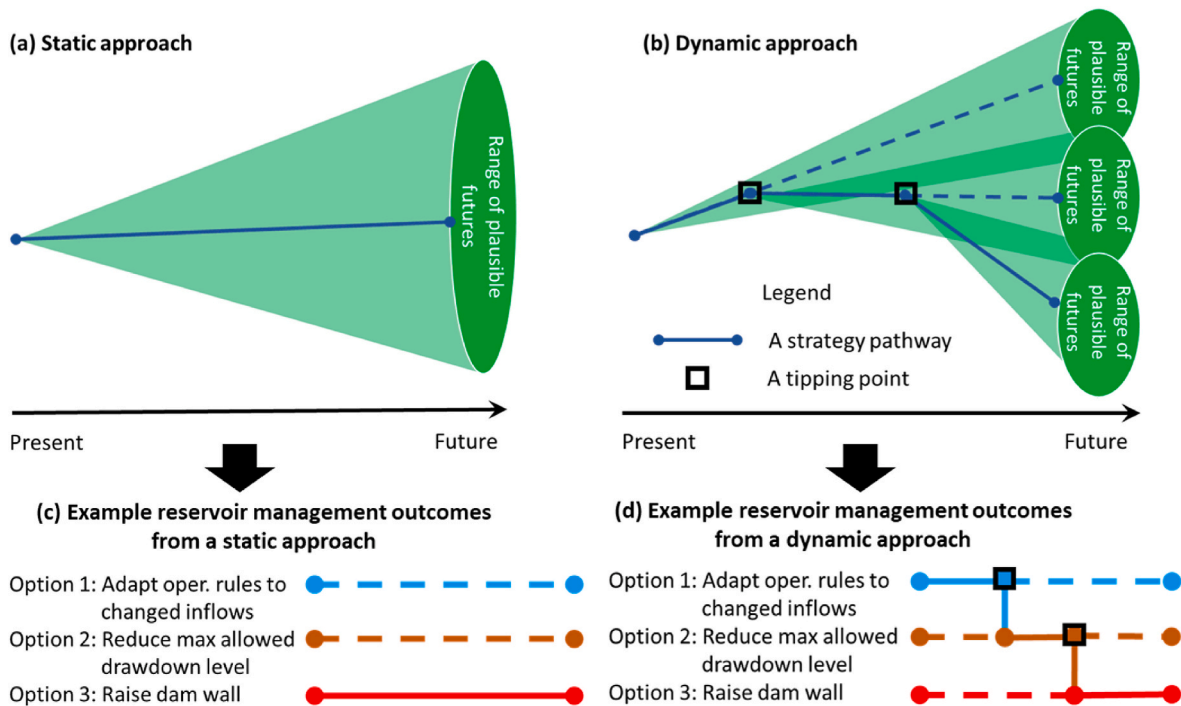 (a) Static approach
Range of plausible
futures
Present
Future
(b) Dynamic approach
Range of
plausible
futures
Range of
plausible
futures
Range of
plausible
futures
Legend
A strategy pathway
A tipping point
Present
Future
(c) Example reservoir management outcomes
from a static approach
Option 1: Adapt oper. rules to
changed inflows
Option 2: Reduce max allowed
drawdown level
Option 3: Raise dam wall
(d) Example reservoir management outcomes
from a dynamic approach
Option 1: Adapt oper. rules to
changed inflows
Option 2: Reduce max allowed
drawdown level
Option 3: Raise dam wall